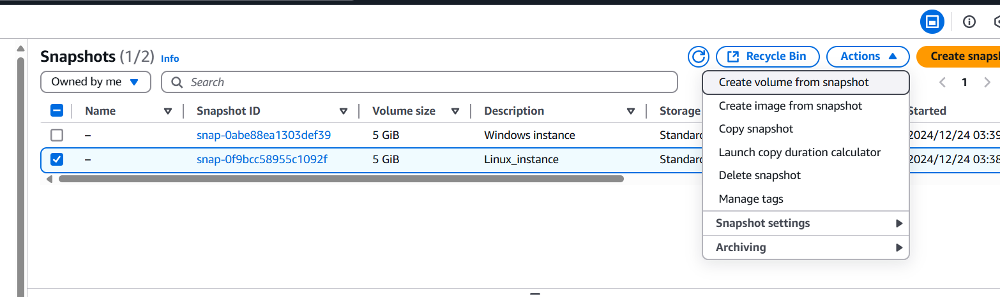 Snapshots (1/2) Info
Recycle Bin
Actions
Create snapsh
Owned by me
Search
1
Name Snapshot ID Volume size Description Storage Started
– snap-0abe88ea1303def39 5 GiB Windows instance Standard 2024/12/24 03:39
– snap-0f9bcc58955c1092f 5 GiB Linux_instance Standard 2024/12/24 03:38
Create volume from snapshot
Create image from snapshot
Copy snapshot
Launch copy duration calculator
Delete snapshot
Manage tags
Snapshot settings
Archiving